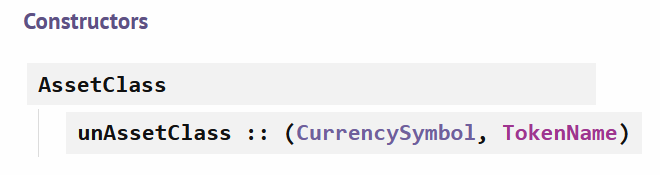 Constructors
AssetClass
unAssetClass :: (CurrencySymbol, TokenName)